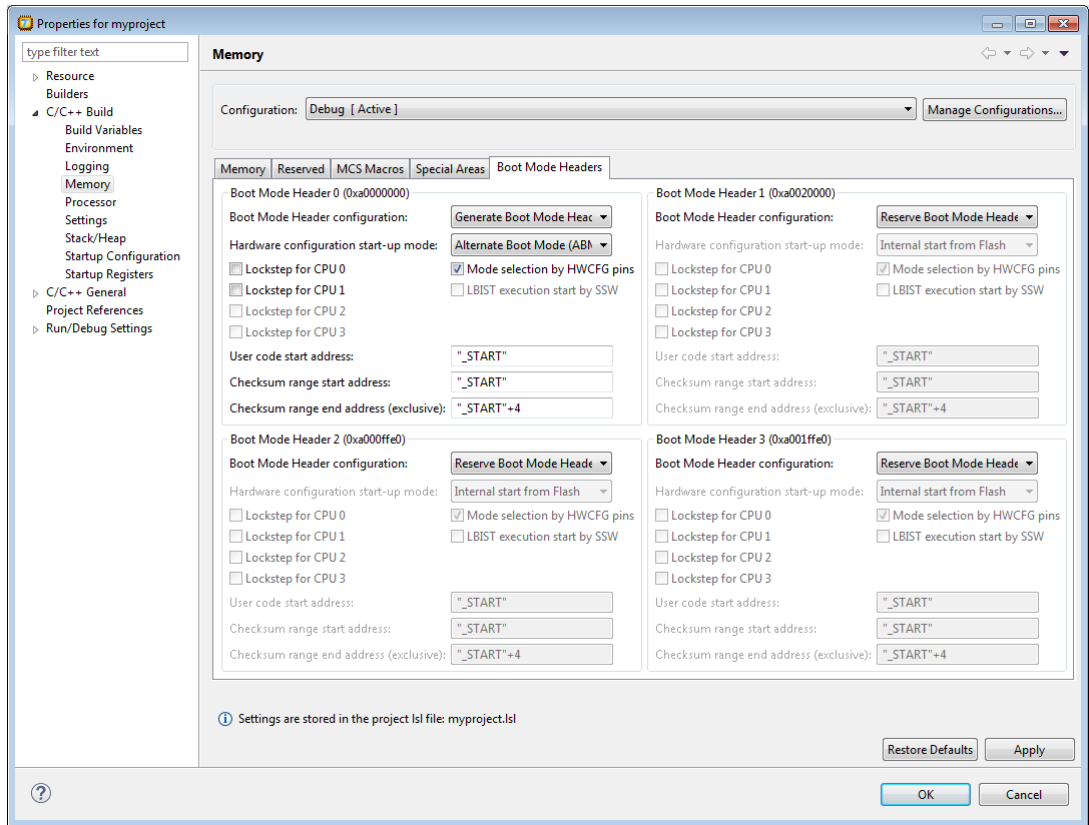 Properties for myproject
type filter text
Resource
Builders
C/C++ Build
Build Variables
Environment
Logging
Memory
Processor
Settings
Stack/Heap
Startup Configuration
Startup Registers
C/C++ General
Project References
Run/Debug Settings
Memory
Configuration: Debug [ Active ] Manage Configurations...
Memory Reserved MCS Macros Special Areas Boot Mode Headers
Boot Mode Header 0 (0xa0000000)
Boot Mode Header configuration: Generate Boot Mode Heac
Hardware configuration start-up mode: Alternate Boot Mode (ABM
Lockstep for CPU 0 Mode selection by HWCFG pins
Lockstep for CPU 1 LBIST execution start by SSW
Lockstep for CPU 2
Lockstep for CPU 3
User code start address: "_START"
Checksum range start address: "_START"
Checksum range end address (exclusive): "_START"+4
Boot Mode Header 1 (0xa0020000)
Boot Mode Header configuration: Reserve Boot Mode Heade
Hardware configuration start-up mode: Internal start from Flash
Lockstep for CPU 0 Mode selection by HWCFG pins
Lockstep for CPU 1 LBIST execution start by SSW
Lockstep for CPU 2
Lockstep for CPU 3
User code start address: "_START"
Checksum range start address: "_START"
Checksum range end address (exclusive): "_START"+4
Boot Mode Header 2 (0xa000ffe0)
Boot Mode Header configuration: Reserve Boot Mode Heade
Hardware configuration start-up mode: Internal start from Flash
Lockstep for CPU 0 Mode selection by HWCFG pins
Lockstep for CPU 1 LBIST execution start by SSW
Lockstep for CPU 2
Lockstep for CPU 3
User code start address: "_START"
Checksum range start address: "_START"
Checksum range end address (exclusive): "_START"+4
Boot Mode Header 3 (0xa001ffe0)
Boot Mode Header configuration: Reserve Boot Mode Heade
Hardware configuration start-up mode: Internal start from Flash
Lockstep for CPU 0 Mode selection by HWCFG pins
Lockstep for CPU 1 LBIST execution start by SSW
Lockstep for CPU 2
Lockstep for CPU 3
User code start address: "_START"
Checksum range start address: "_START"
Checksum range end address (exclusive): "_START"+4
Settings are stored in the project lsl file: myproject.lsl
Restore Defaults Apply
OK Cancel